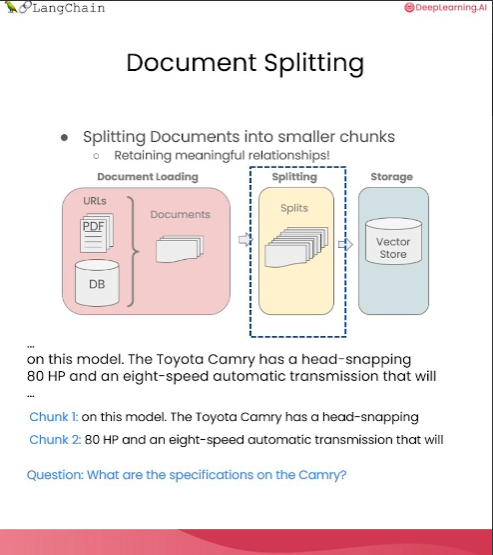 LangChain
DeepLearning.AI
Document Splitting
● Splitting Documents into smaller chunks
○ Retaining meaningful relationships!
Document Loading
Splitting
Storage
URLs
PDF
DB
Documents
Splits
Vector
Store
...
on this model. The Toyota Camry has a head-snapping
80 HP and an eight-speed automatic transmission that will
...
Chunk 1: on this model. The Toyota Camry has a head-snapping
Chunk 2: 80 HP and an eight-speed automatic transmission that will
Question: What are the specifications on the Camry?